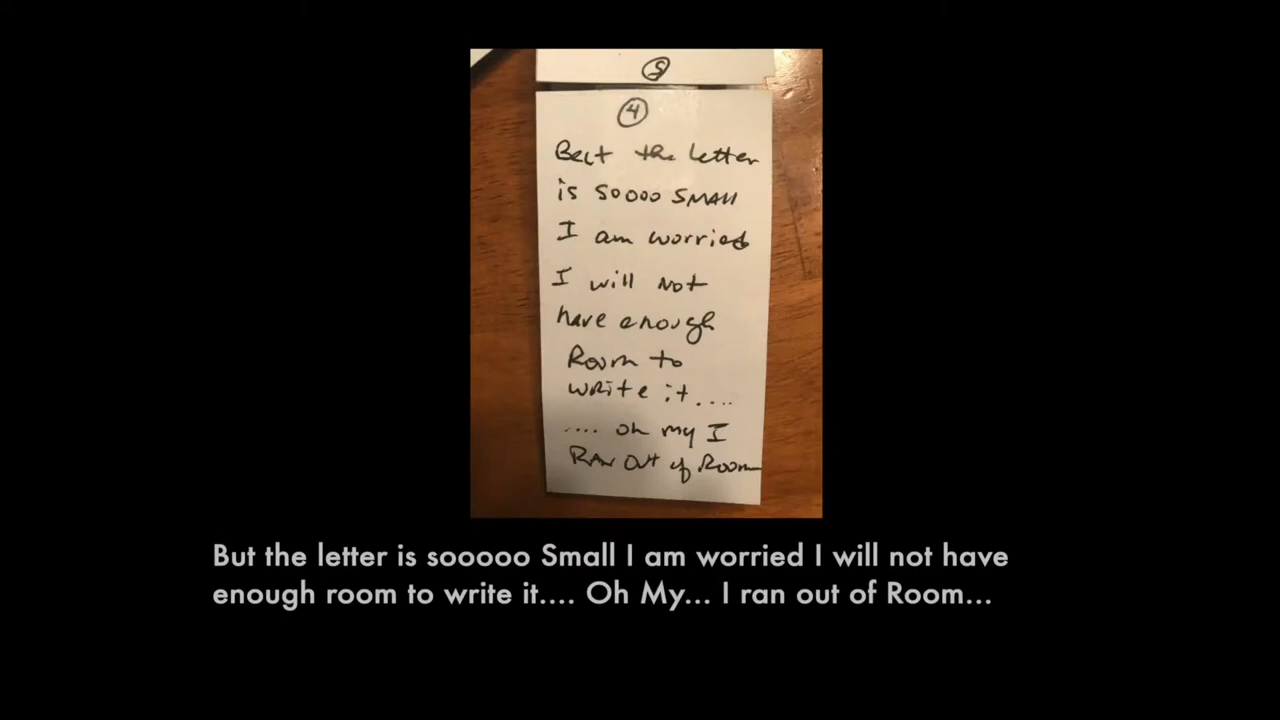 5
4
But the letter
is soooo SMAll
I am worried
I will Not
have enough
Room to
write it....
.... oh my I
RAN Out of Room
But the letter is sooooo Small I am worried I will not have
enough room to write it.... Oh My... I ran out of Room...